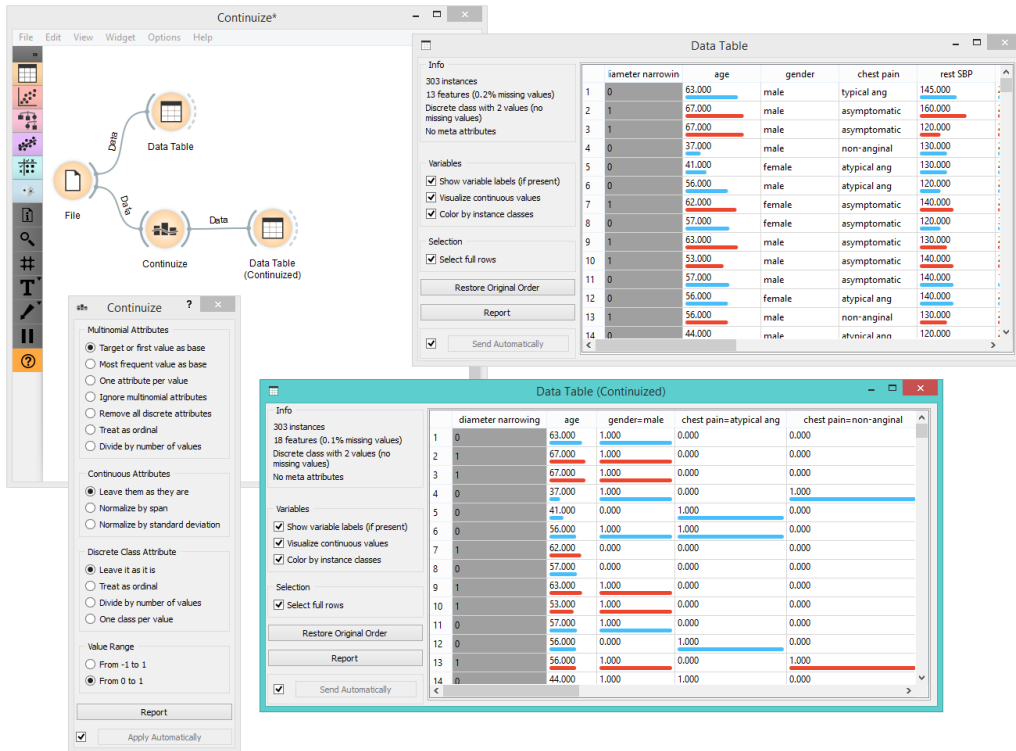 Continuize*
File Edit View Widget Options Help
Data
Data Table
File
Data
Data
Continuize
Data Table
(Continuized)
Data Table
Info
303 instances
13 features (0.2% missing values)
Discrete class with 2 values (no
missing values)
No meta attributes
Variables
Show variable labels (if present)
Visualize continuous values
Color by instance classes
Selection
Select full rows
Restore Original Order
Report
Send Automatically
iameter narrowin age gender chest pain rest SBP
1 0 63.000 male typical ang 145.000
2 1 67.000 male asymptomatic 160.000
3 1 67.000 male asymptomatic 120.000
4 0 37.000 male non-anginal 130.000
5 0 41.000 female atypical ang 130.000
6 0 56.000 male atypical ang 120.000
7 1 62.000 female asymptomatic 140.000
8 0 57.000 female asymptomatic 120.000
9 1 63.000 male asymptomatic 130.000
10 1 53.000 male asymptomatic 140.000
11 0 57.000 male asymptomatic 140.000
12 0 56.000 female atypical ang 140.000
13 1 56.000 male non-anginal 130.000
14 0 44.000 male atypical ang 120.000
Continuize ?
Multinomial Attributes
Target or first value as base
Most frequent value as base
One attribute per value
Ignore multinomial attributes
Remove all discrete attributes
Treat as ordinal
Divide by number of values
Continuous Attributes
Leave them as they are
Normalize by span
Normalize by standard deviation
Discrete Class Attribute
Leave it as it is
Treat as ordinal
Divide by number of values
One class per value
Value Range
From -1 to 1
From 0 to 1
Report
Apply Automatically
Data Table (Continuized)
Info
303 instances
18 features (0.1% missing values)
Discrete class with 2 values (no
missing values)
No meta attributes
Variables
Show variable labels (if present)
Visualize continuous values
Color by instance classes
Selection
Select full rows
Restore Original Order
Report
Send Automatically
diameter narrowing age gender=male chest pain=atypical ang chest pain=non-anginal
1 0 63.000 1.000 0.000 0.000
2 1 67.000 1.000 0.000 0.000
3 1 67.000 1.000 0.000 0.000
4 0 37.000 1.000 0.000 1.000
5 0 41.000 0.000 1.000 0.000
6 0 56.000 1.000 1.000 0.000
7 1 62.000 0.000 0.000 0.000
8 0 57.000 0.000 0.000 0.000
9 1 63.000 1.000 0.000 0.000
10 1 53.000 1.000 0.000 0.000
11 0 57.000 1.000 0.000 0.000
12 0 56.000 0.000 1.000 0.000
13 1 56.000 1.000 0.000 1.000
14 0 44.000 1.000 1.000 0.000